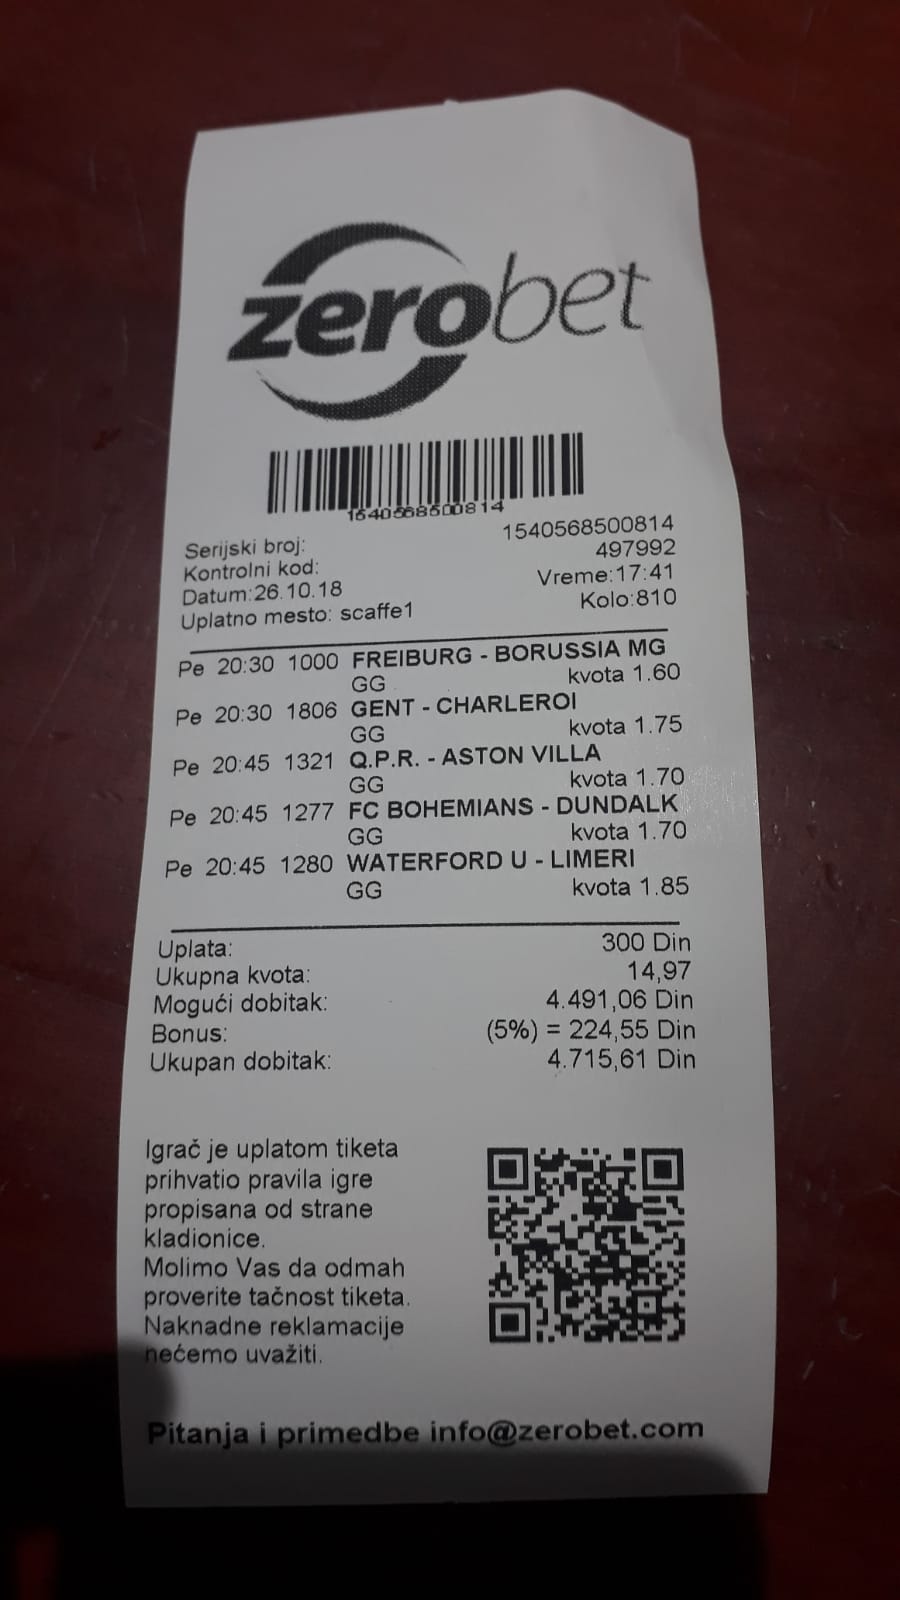 zerobet
1540568500814
Serijski broj: 1540568500814
Kontrolni kod: 497992
Datum:26.10.18 Vreme:17:41
Uplatno mesto: scaffe1 Kolo:810
Pe 20:30 1000 FREIBURG - BORUSSIA MG
GG kvota 1.60
Pe 20:30 1806 GENT - CHARLEROI
GG kvota 1.75
Pe 20:45 1321 Q.P.R. - ASTON VILLA
GG kvota 1.70
Pe 20:45 1277 FC BOHEMIANS - DUNDALK
GG kvota 1.70
Pe 20:45 1280 WATERFORD U - LIMERI
GG kvota 1.85
Uplata: 300 Din
Ukupna kvota: 14,97
Mogući dobitak: 4.491,06 Din
Bonus: (5%) = 224,55 Din
Ukupan dobitak: 4.715,61 Din
Igrač je uplatom tiketa
prihvatio pravila igre
propisana od strane
kladionice.
Molimo Vas da odmah
proverite tačnost tiketa.
Naknadne reklamacije
nećemo uvažiti.
Pitanja i primedbe info@zerobet.com